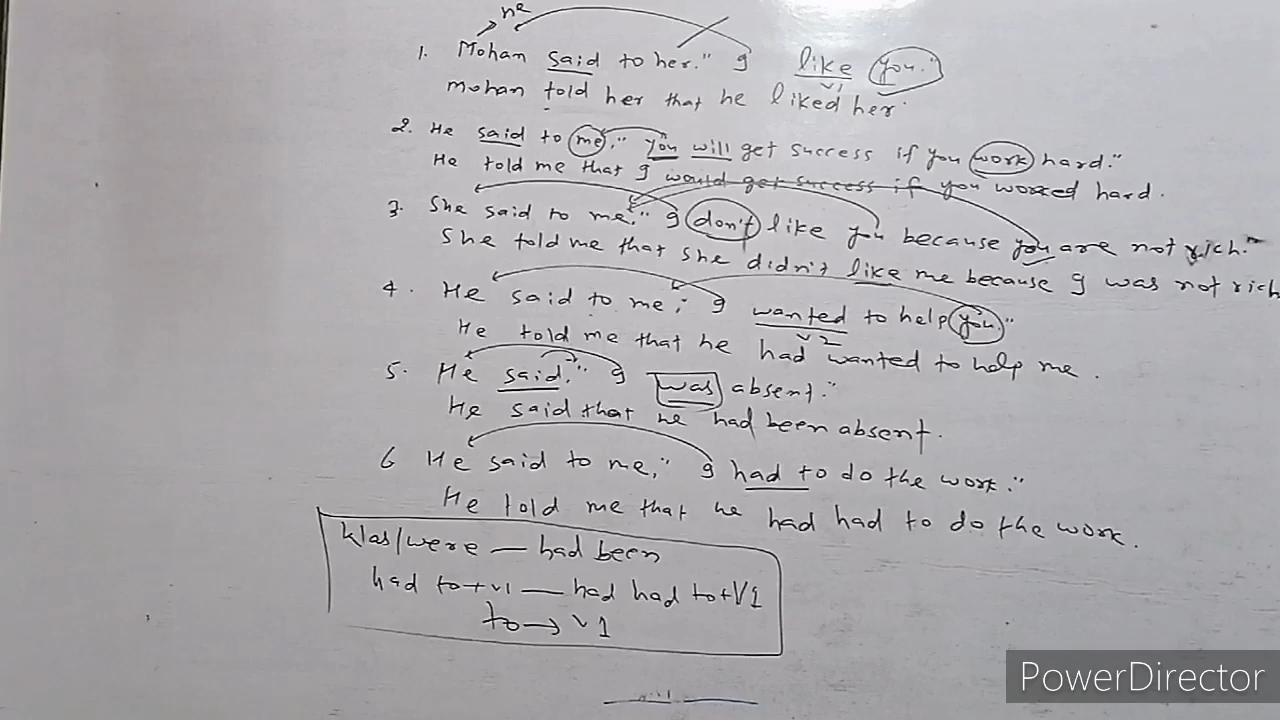 he
1. Mohan said to her." I like you."
v1
Mohan told her that he liked her.
2. He said to me," you will get success if you work hard."
He told me that I would get success if you worked hard.
3. She said to me," I don't like you because you are not rich."
She told me that she didn't like me because I was not rich
4. He said to me," I wanted to help you"
v2
He told me that he had wanted to help me.
5. He said," I was absent."
He said that he had been absent.
6 He said to me," I had to do the work."
He told me that he had had to do the work.
Was/were — had been
had to+v1 — had had to+V1
to → v1
PowerDirector